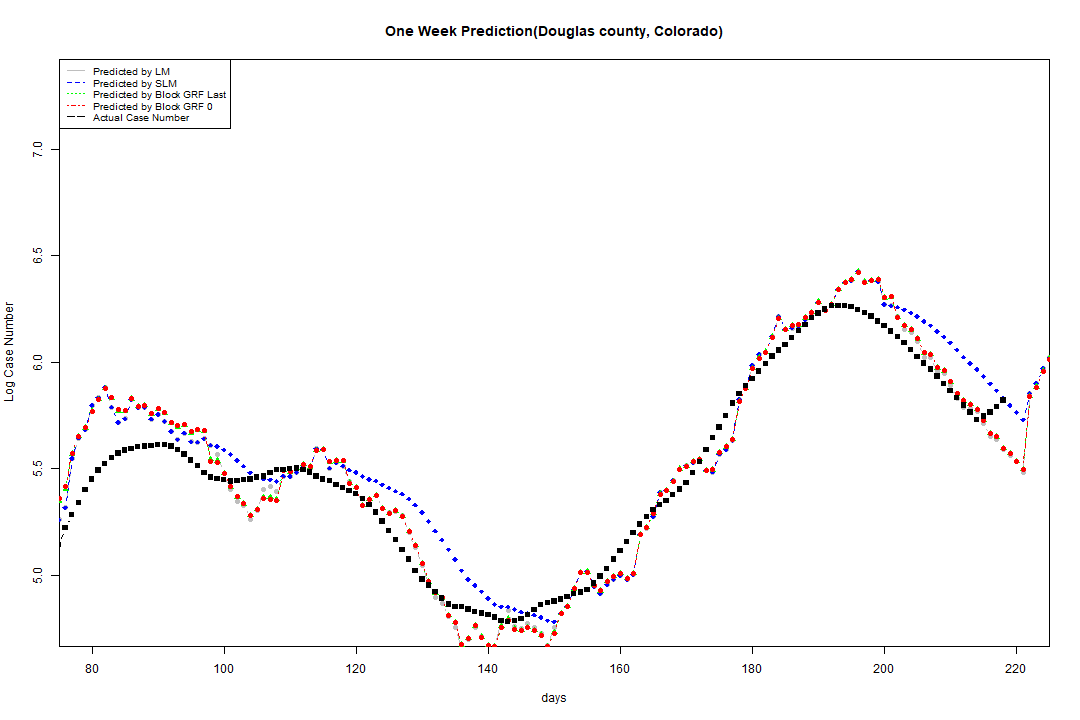 One Week Prediction(Douglas county, Colorado)
Predicted by LM
Predicted by SLM
Predicted by Block GRF Last
Predicted by Block GRF 0
Actual Case Number
7.0
6.5
6.0
5.5
5.0
Log Case Number
80 100 120 140 160 180 200 220
days